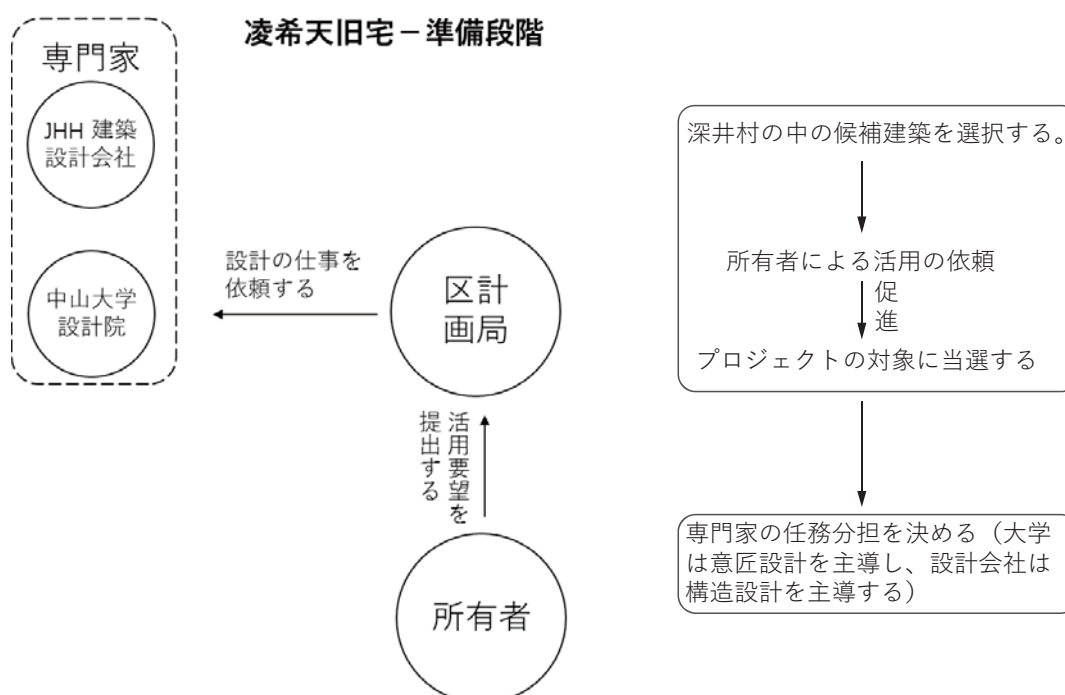 凌希天旧宅－準備段階
専門家
JHH 建築
設計会社
中山大学
設計院
設計の仕事を
依頼する
区計
画局
活用要望を
提出する
所有者
深井村の中の候補建築を選択する。
所有者による活用の依頼
促
進
プロジェクトの対象に当選する
専門家の任務分担を決める（大学
は意匠設計を主導し、設計会社は
構造設計を主導する）